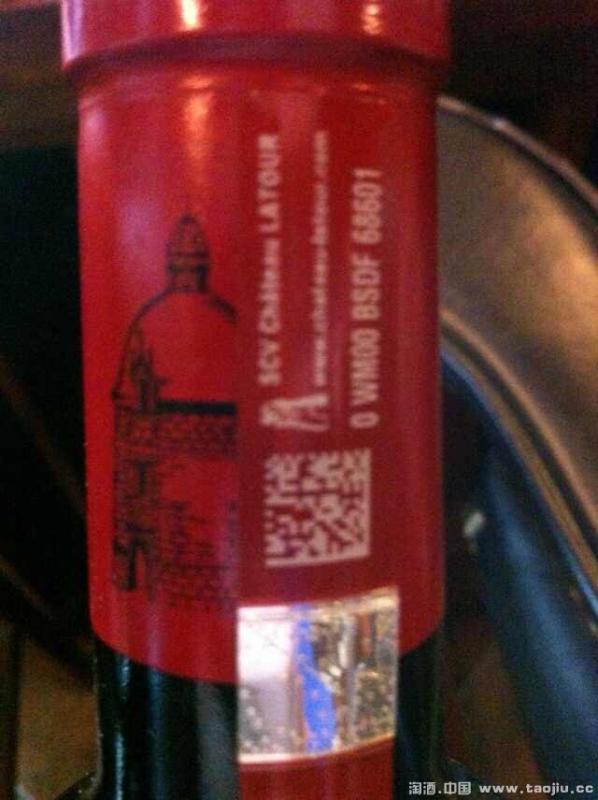 SCV Château LATOUR
www.chateau-latour.com
0 WM00 BSDF 68601
淘酒.中国 www.taojiu.cc